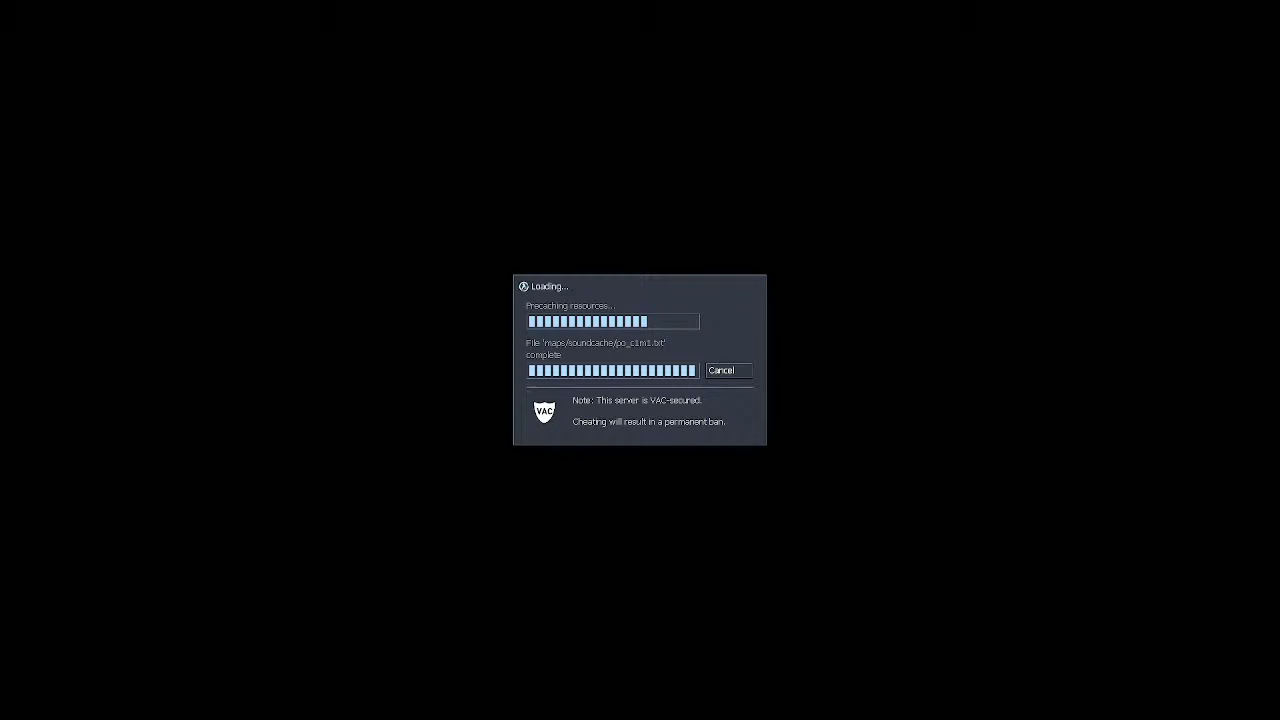 Loading...
Precaching resources...
File 'maps/soundcache/po_c1m1.txt'
complete
Cancel
VAC
Note: This server is VAC-secured.
Cheating will result in a permanent ban.